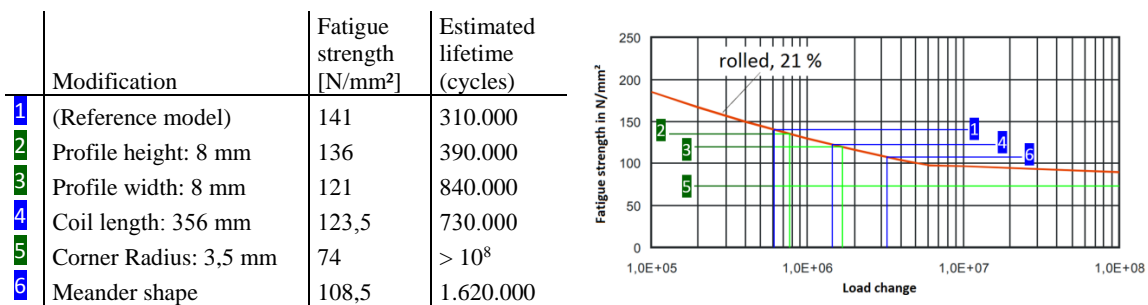 Modification Fatigue strength [N/mm²] Estimated lifetime (cycles)
1 (Reference model) 141 310.000
2 Profile height: 8 mm 136 390.000
3 Profile width: 8 mm 121 840.000
4 Coil length: 356 mm 123,5 730.000
5 Corner Radius: 3,5 mm 74 > 10⁸
6 Meander shape 108,5 1.620.000
Fatigue strength in N/mm²
250
200
150
100
50
0
rolled, 21 %
1
2
3
4
5
6
1,0E+05 1,0E+06 1,0E+07 1,0E+08
Load change